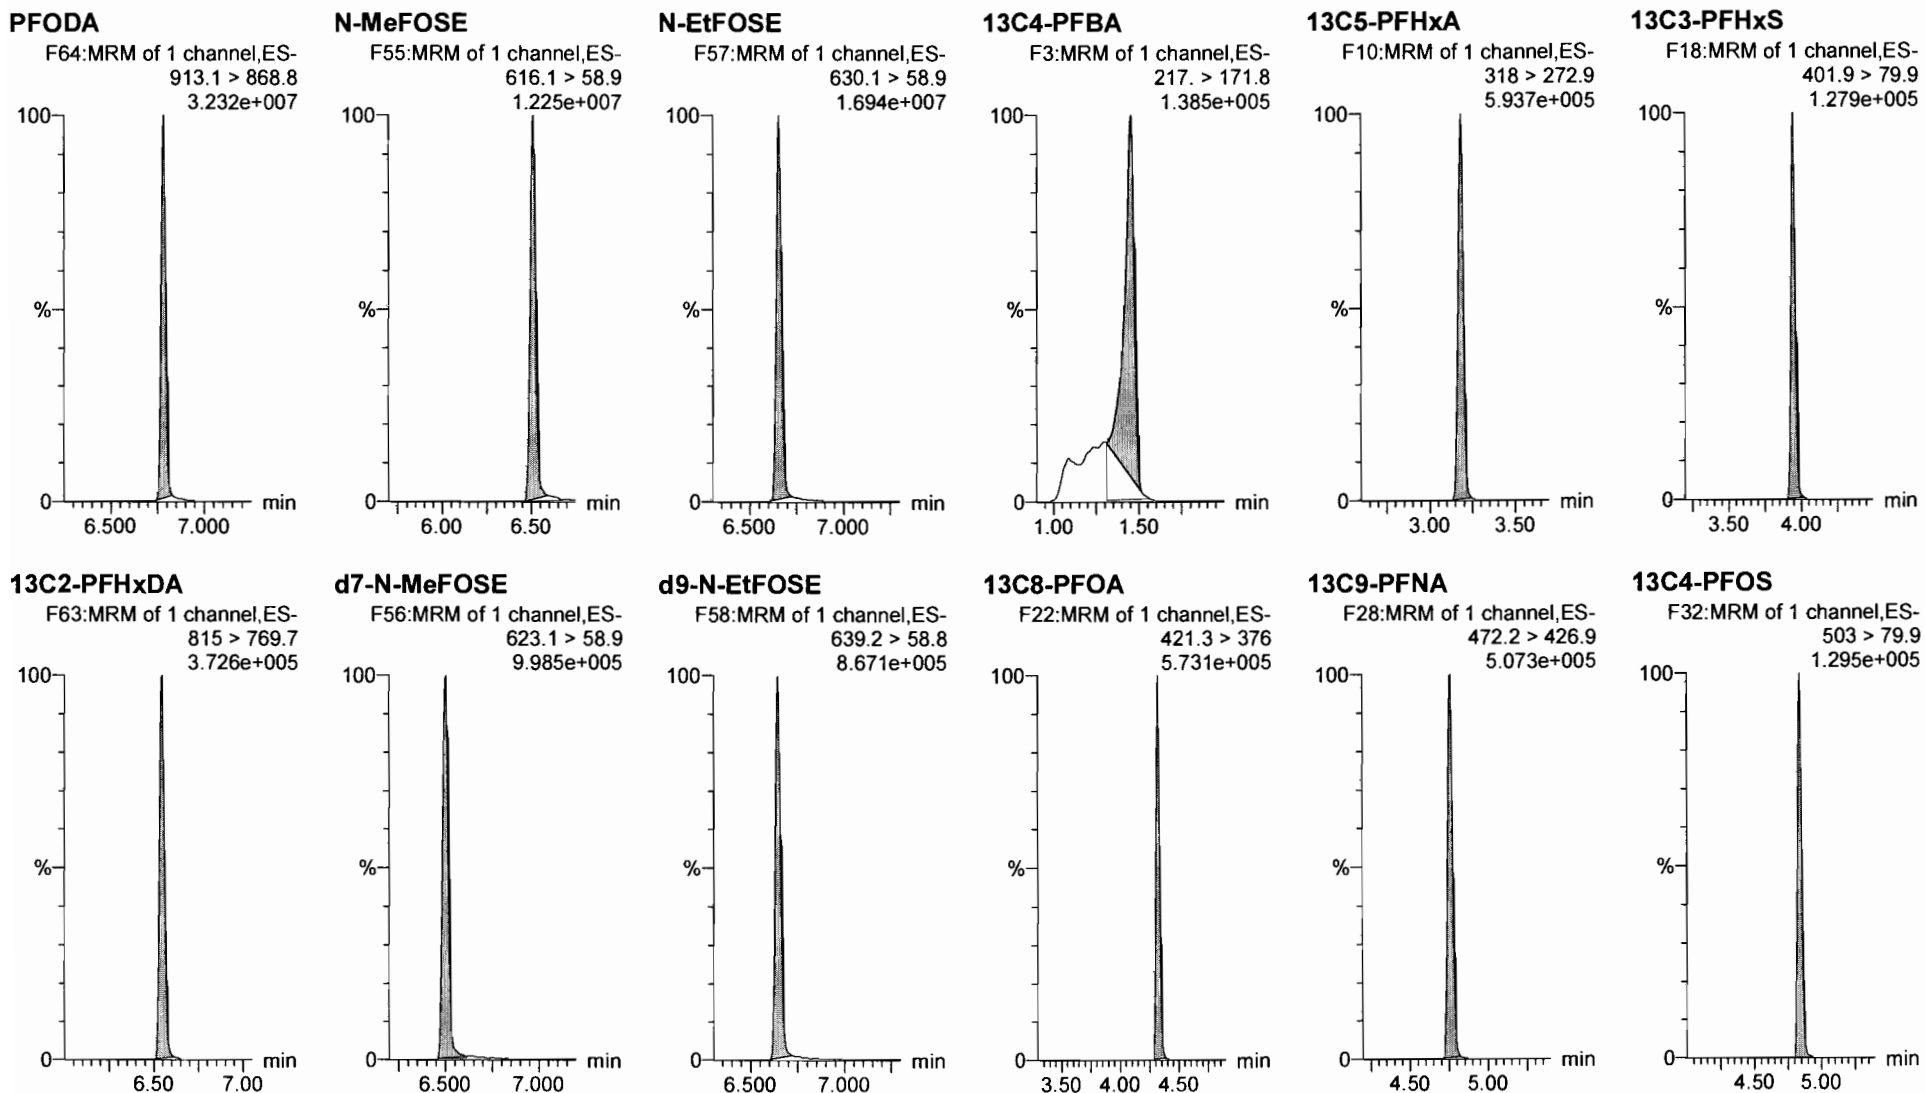 PFODA
F64:MRM of 1 channel,ES-
913.1 > 868.8
3.232e+007
100
%
0
6.500 7.000
min
N-MeFOSE
F55:MRM of 1 channel,ES-
616.1 > 58.9
1.225e+007
100
%
0
6.00 6.50
min
N-EtFOSE
F57:MRM of 1 channel,ES-
630.1 > 58.9
1.694e+007
100
%
0
6.500 7.000
min
13C4-PFBA
F3:MRM of 1 channel,ES-
217. > 171.8
1.385e+005
100
%
0
1.00 1.50
min
13C5-PFHxA
F10:MRM of 1 channel,ES-
318 > 272.9
5.937e+005
100
%
0
3.00 3.50
min
13C3-PFHxS
F18:MRM of 1 channel,ES-
401.9 > 79.9
1.279e+005
100
%
0
3.50 4.00
min
13C2-PFHxDA
F63:MRM of 1 channel,ES-
815 > 769.7
3.726e+005
100
%
0
6.50 7.00
min
d7-N-MeFOSE
F56:MRM of 1 channel,ES-
623.1 > 58.9
9.985e+005
100
%
0
6.500 7.000
min
d9-N-EtFOSE
F58:MRM of 1 channel,ES-
639.2 > 58.8
8.671e+005
100
%
0
6.500 7.000
min
13C8-PFOA
F22:MRM of 1 channel,ES-
421.3 > 376
5.731e+005
100
%
0
3.50 4.00 4.50
min
13C9-PFNA
F28:MRM of 1 channel,ES-
472.2 > 426.9
5.073e+005
100
%
0
4.50 5.00
min
13C4-PFOS
F32:MRM of 1 channel,ES-
503 > 79.9
1.295e+005
100
%
0
4.50 5.00
min